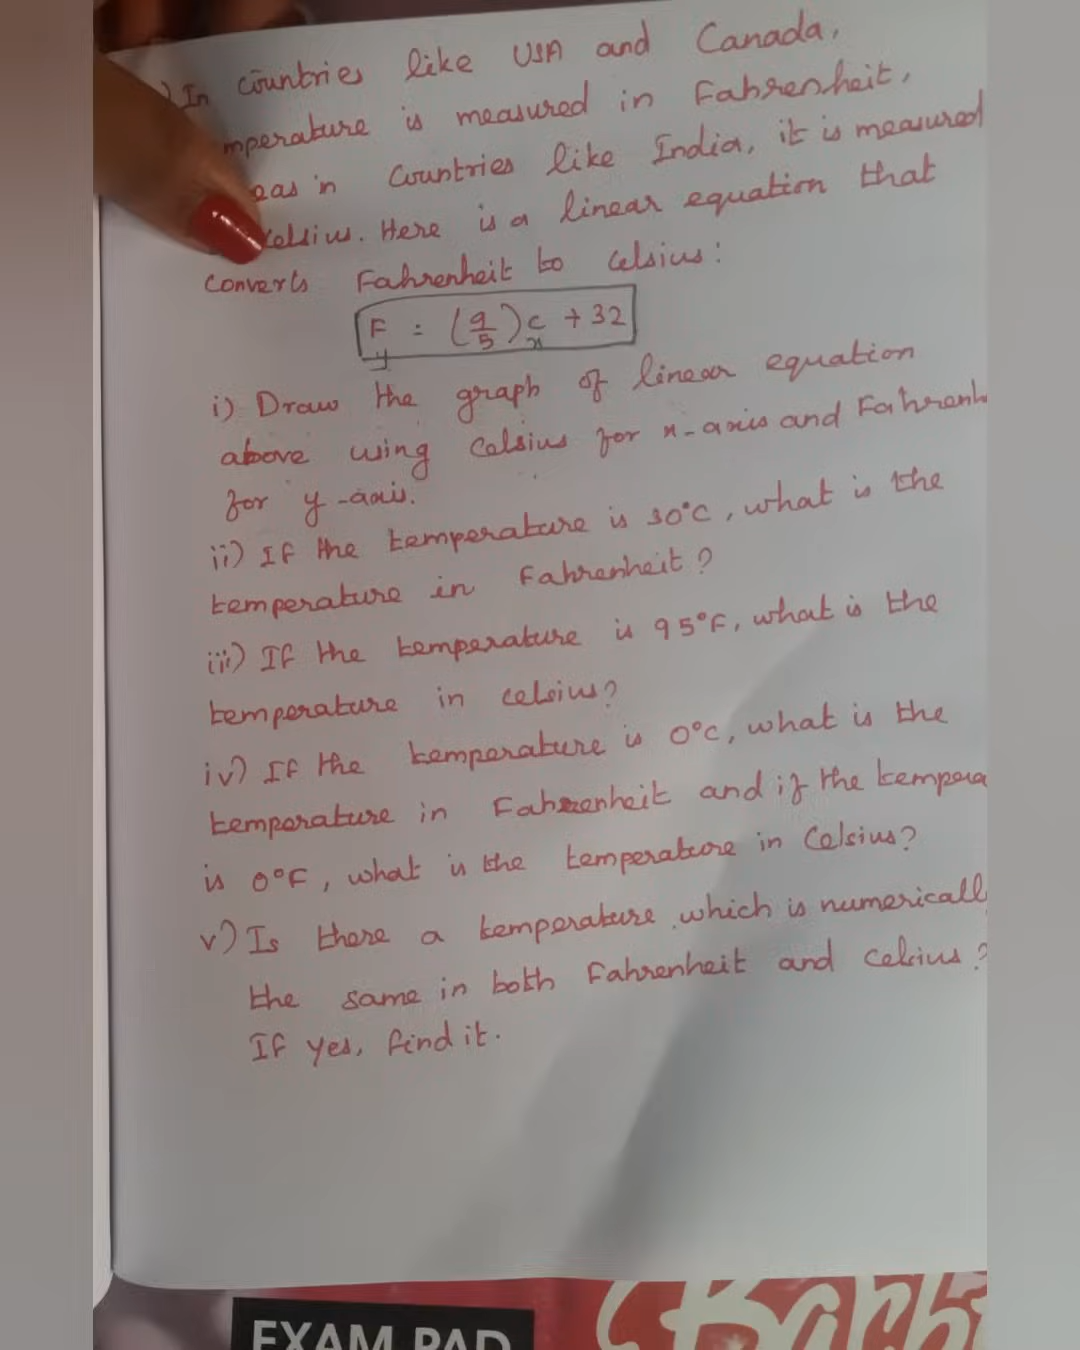 In countries like USA and Canada,
mperature is measured in Fahrenheit,
eas in countries like India, it is measured
Celsius. Here is a linear equation that
converts Fahrenheit to Celsius:
F = (9/5)c + 32
y x
i) Draw the graph of linear equation
above using Celsius for x-axis and Fahrenh
for y-axis.
ii) If the temperature is 30°C, what is the
temperature in Fahrenheit?
iii) If the temperature is 95°F, what is the
temperature in celsius?
iv) If the temperature is 0°C, what is the
temperature in Fahrenheit and if the tempera
is 0°F, what is the temperature in Celsius?
v) Is there a temperature which is numericall
the same in both Fahrenheit and Celsius?
If yes, find it.
EXAM PAD